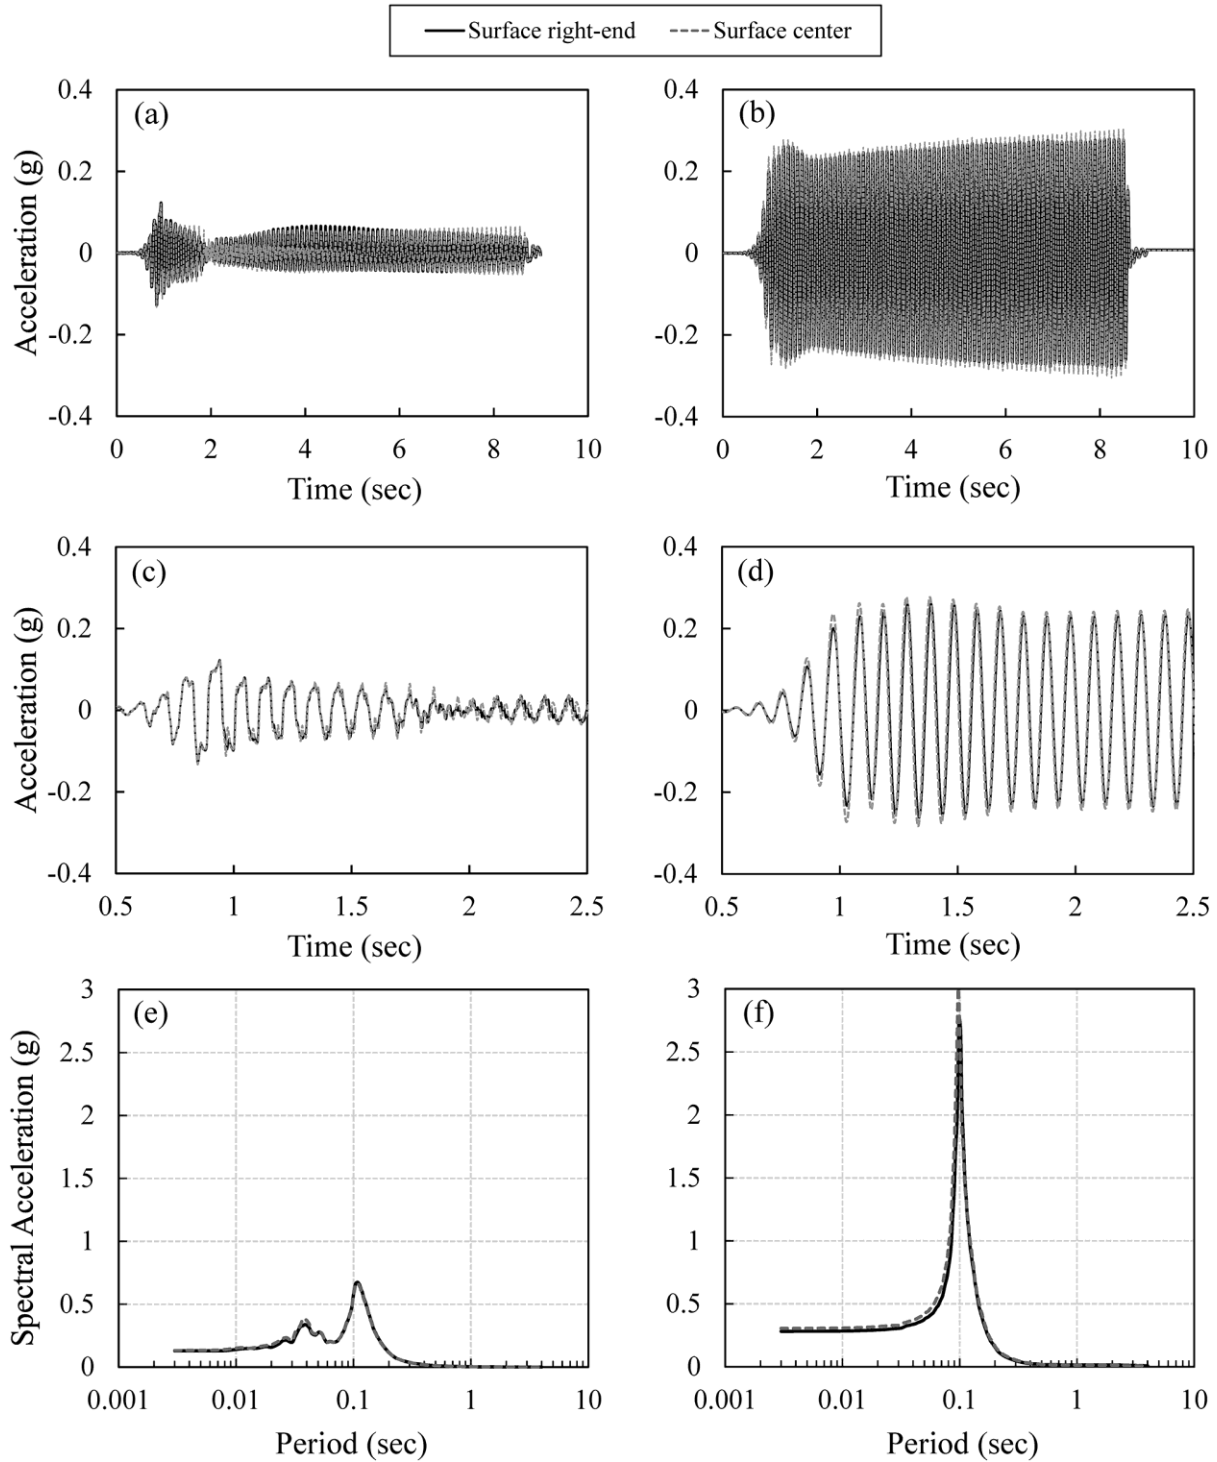 Surface right-end Surface center
(a) (b)
0.4 0.4
0.2 0.2
0 0
-0.2 -0.2
-0.4 -0.4
Acceleration (g)
0 2 4 6 8 10 0 2 4 6 8 10
Time (sec) Time (sec)
(c) (d)
0.4 0.4
0.2 0.2
0 0
-0.2 -0.2
-0.4 -0.4
Acceleration (g)
0.5 1 1.5 2 2.5 0.5 1 1.5 2 2.5
Time (sec) Time (sec)
(e) (f)
3 3
2.5 2.5
2 2
1.5 1.5
1 1
0.5 0.5
0 0
Spectral Acceleration (g)
0.001 0.01 0.1 1 10 0.001 0.01 0.1 1 10
Period (sec) Period (sec)